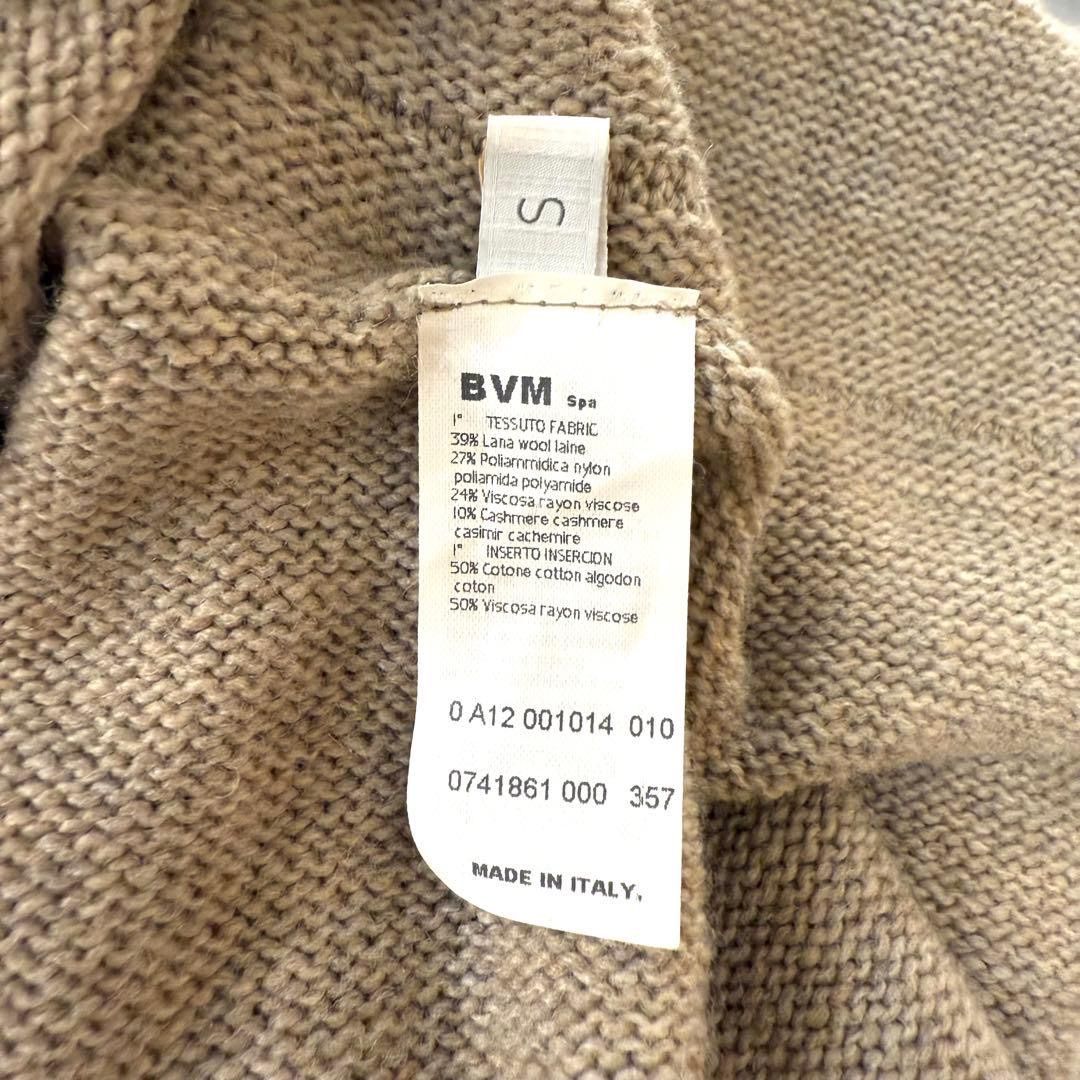 S
BVM Spa
1° TESSUTO FABRIC
39% Lana wool laine
27% Poliammidica nylon
poliamida polyamide
24% Viscosa rayon viscose
10% Cashmere cashmere
casimir cachemire
1° INSERTO INSERCION
50% Cotone cotton algodon
coton
50% Viscosa rayon viscose
0 A12 001014 010
0741861 000 357
MADE IN ITALY.